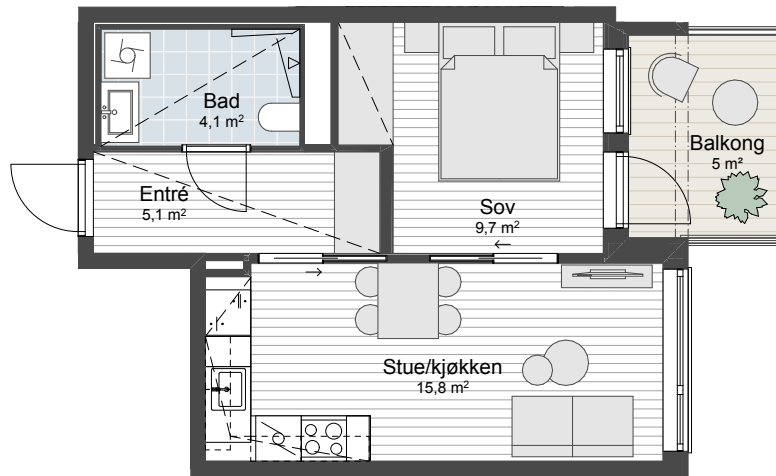 Bad
4,1 m²
Balkong
5 m²
Entré
5,1 m²
Sov
9,7 m²
Stue/kjøkken
15,8 m²